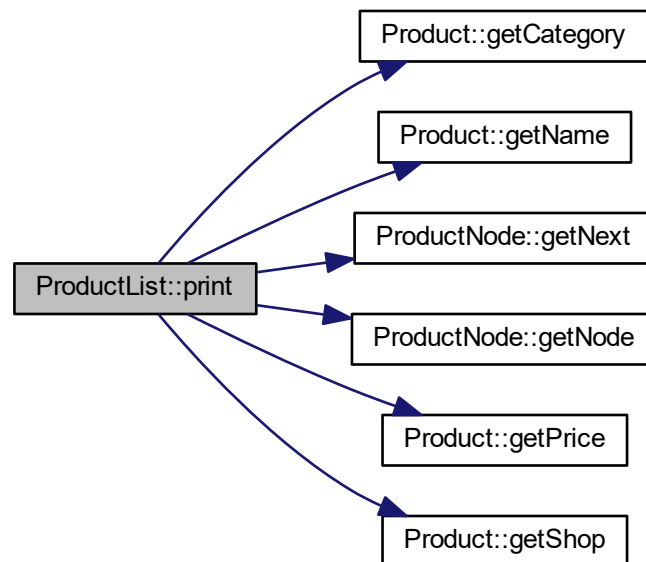 Product::getCategory
Product::getName
ProductNode::getNext
ProductList::print
ProductNode::getNode
Product::getPrice
Product::getShop